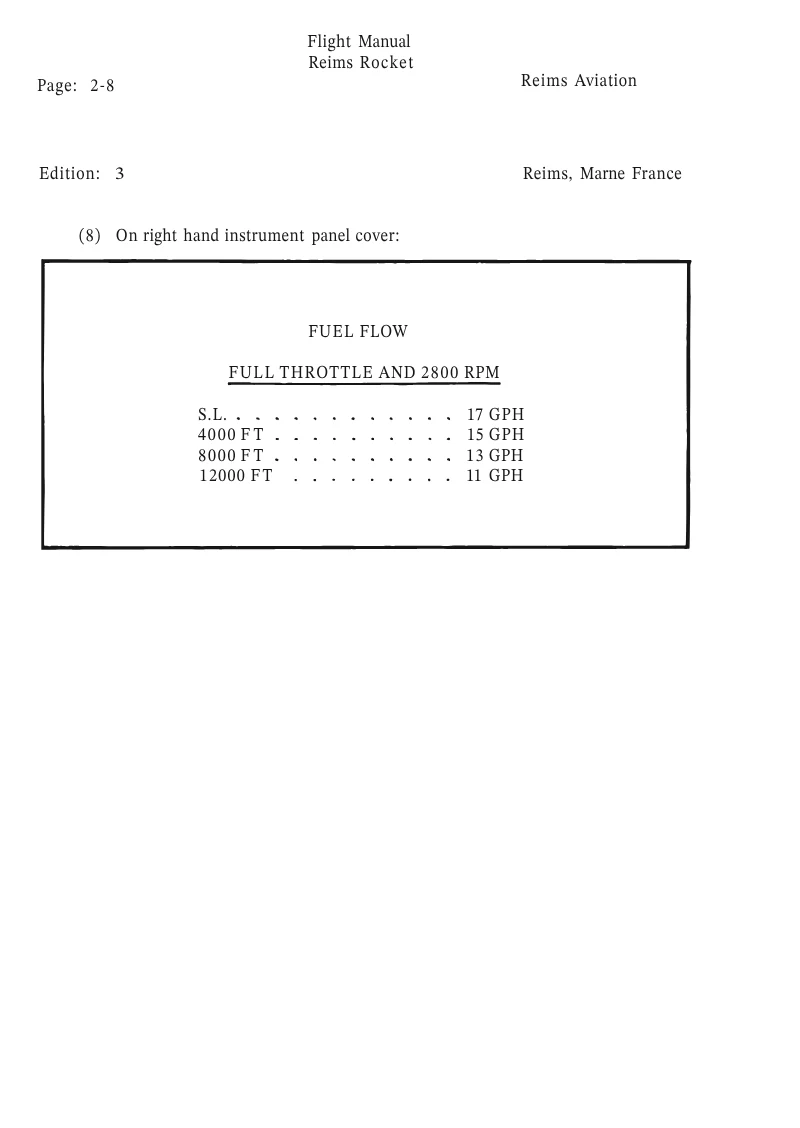 Flight Manual
Reims Rocket
Page: 2-8
Reims Aviation
Edition: 3
Reims, Marne France
(8) On right hand instrument panel cover:
FUEL FLOW
FULL THROTTLE AND 2800 RPM
S.L. . . . . . . . . . . . . 17 GPH
4000 FT . . . . . . . . . . 15 GPH
8000 FT . . . . . . . . . . 13 GPH
12000 FT . . . . . . . . . 11 GPH